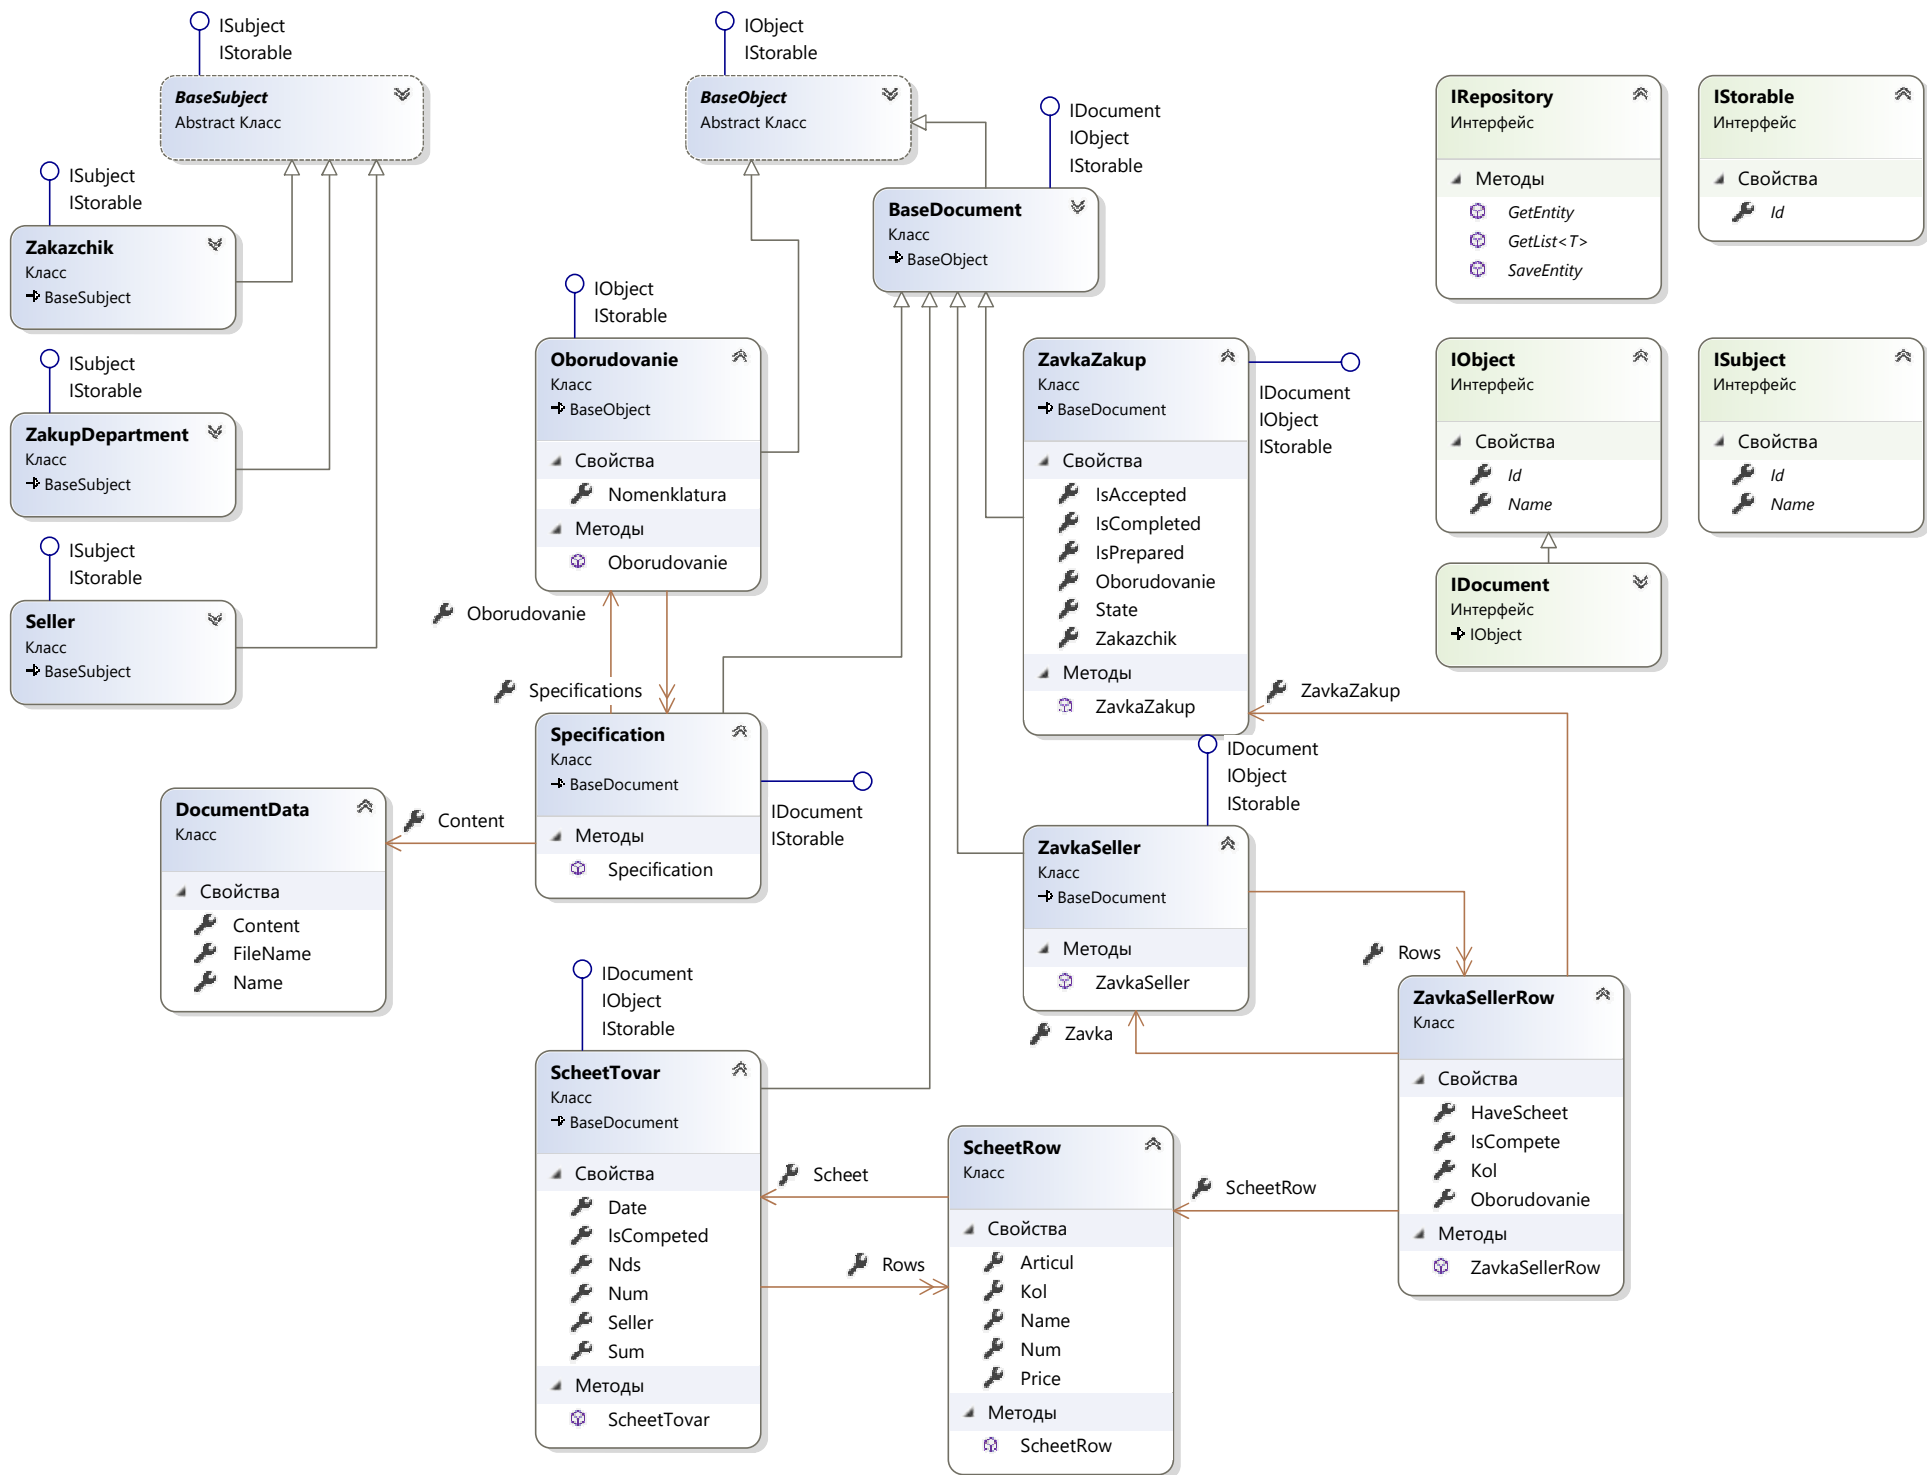 ISubject
IStorable
BaseSubject
Abstract Класс
ISubject
IStorable
Zakazchik
Класс
BaseSubject
ISubject
IStorable
ZakupDepartment
Класс
BaseSubject
ISubject
IStorable
Seller
Класс
BaseSubject
IObject
IStorable
BaseObject
Abstract Класс
IDocument
IObject
IStorable
BaseDocument
Класс
BaseObject
IObject
IStorable
Oborudovanie
Класс
BaseObject
Свойства
Nomenklatura
Методы
Oborudovanie
Oborudovanie
Specifications
Specification
Класс
BaseDocument
Методы
Specification
IDocument
IStorable
Content
DocumentData
Класс
Свойства
Content
FileName
Name
ZavkaZakup
Класс
BaseDocument
Свойства
IsAccepted
IsCompleted
IsPrepared
Oborudovanie
State
Zakazchik
Методы
ZavkaZakup
IDocument
IObject
IStorable
ZavkaZakup
IDocument
IObject
IStorable
ZavkaSeller
Класс
BaseDocument
Методы
ZavkaSeller
Rows
Zavka
ZavkaSellerRow
Класс
Свойства
HaveScheet
IsCompete
Kol
Oborudovanie
Методы
ZavkaSellerRow
IDocument
IObject
IStorable
ScheetTovar
Класс
BaseDocument
Свойства
Date
IsCompeted
Nds
Num
Seller
Sum
Методы
ScheetTovar
Scheet
Rows
ScheetRow
Класс
Свойства
Articul
Kol
Name
Num
Price
Методы
ScheetRow
ScheetRow
IRepository
Интерфейс
Методы
GetEntity
GetList<T>
SaveEntity
IStorable
Интерфейс
Свойства
Id
IObject
Интерфейс
Свойства
Id
Name
ISubject
Интерфейс
Свойства
Id
Name
IDocument
Интерфейс
IObject